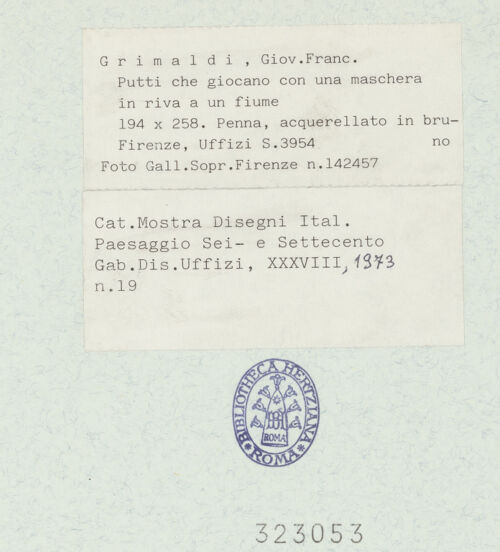 G r i m a l d i , Giov.Franc.
Putti che giocano con una maschera
in riva a un fiume
194 x 258. Penna, acquerellato in bru-
Firenze, Uffizi S.3954 no
Foto Gall.Sopr.Firenze n.142457
Cat.Mostra Disegni Ital.
Paesaggio Sei- e Settecento
Gab.Dis.Uffizi, XXXVIII, 1973
n.19
BIBLIOTHECA HERTZIANA
BH
ROMA
* ROMA *
323053